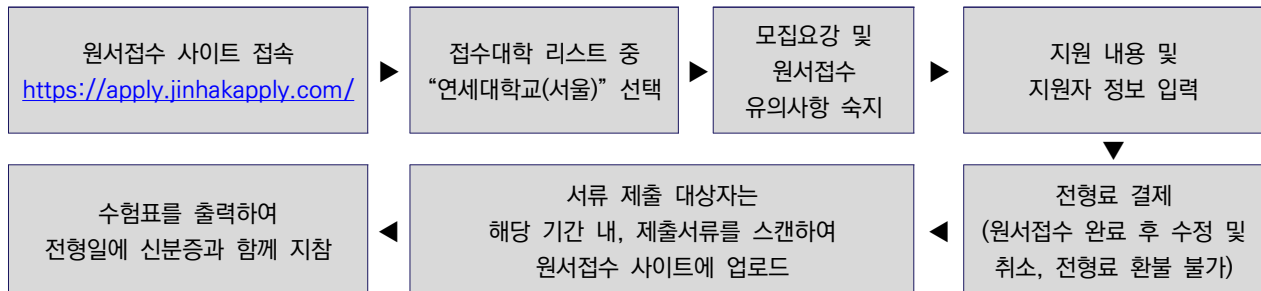 원서접수 사이트 접속
https://apply.jinhakapply.com/
▶
접수대학 리스트 중
“연세대학교(서울)” 선택
▶
모집요강 및
원서접수
유의사항 숙지
▶
지원 내용 및
지원자 정보 입력
▼
전형료 결제
(원서접수 완료 후 수정 및
취소, 전형료 환불 불가)
◀
서류 제출 대상자는
해당 기간 내, 제출서류를 스캔하여
원서접수 사이트에 업로드
◀
수험표를 출력하여
전형일에 신분증과 함께 지참